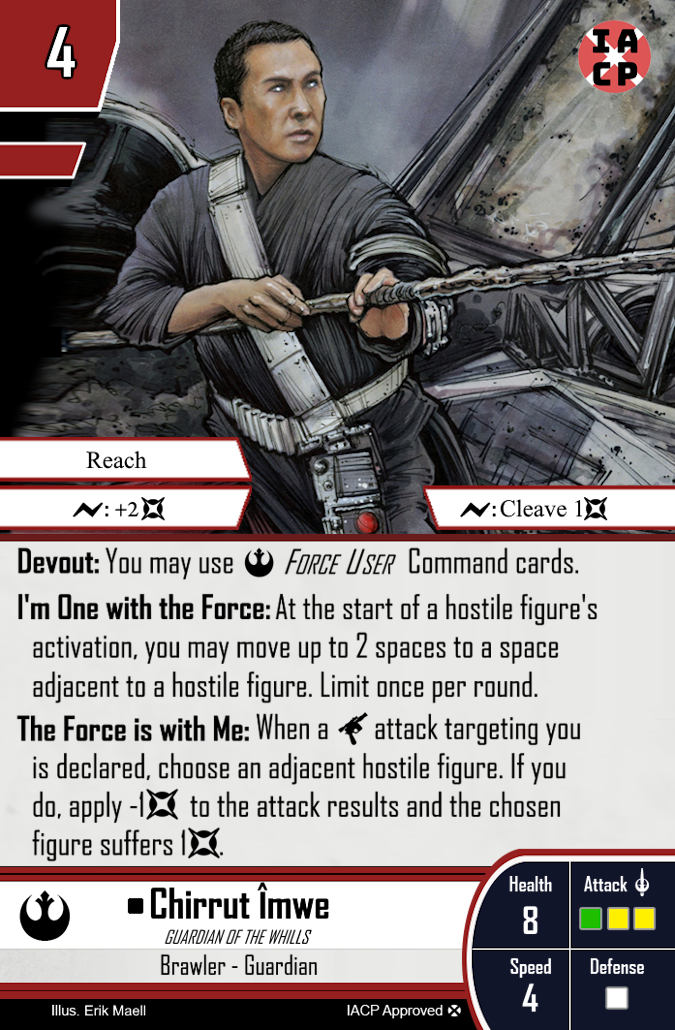 4
IA
CP
Reach
: +2
: Cleave 1
Devout: You may use FORCE USER Command cards.
I'm One with the Force: At the start of a hostile figure's
activation, you may move up to 2 spaces to a space
adjacent to a hostile figure. Limit once per round.
The Force is with Me: When a attack targeting you
is declared, choose an adjacent hostile figure. If you
do, apply -1 to the attack results and the chosen
figure suffers 1.
Chirrut Îmwe
GUARDIAN OF THE WHILLS
Brawler - Guardian
Health
8
Attack
Speed
4
Defense
Illus. Erik Maell
IACP Approved